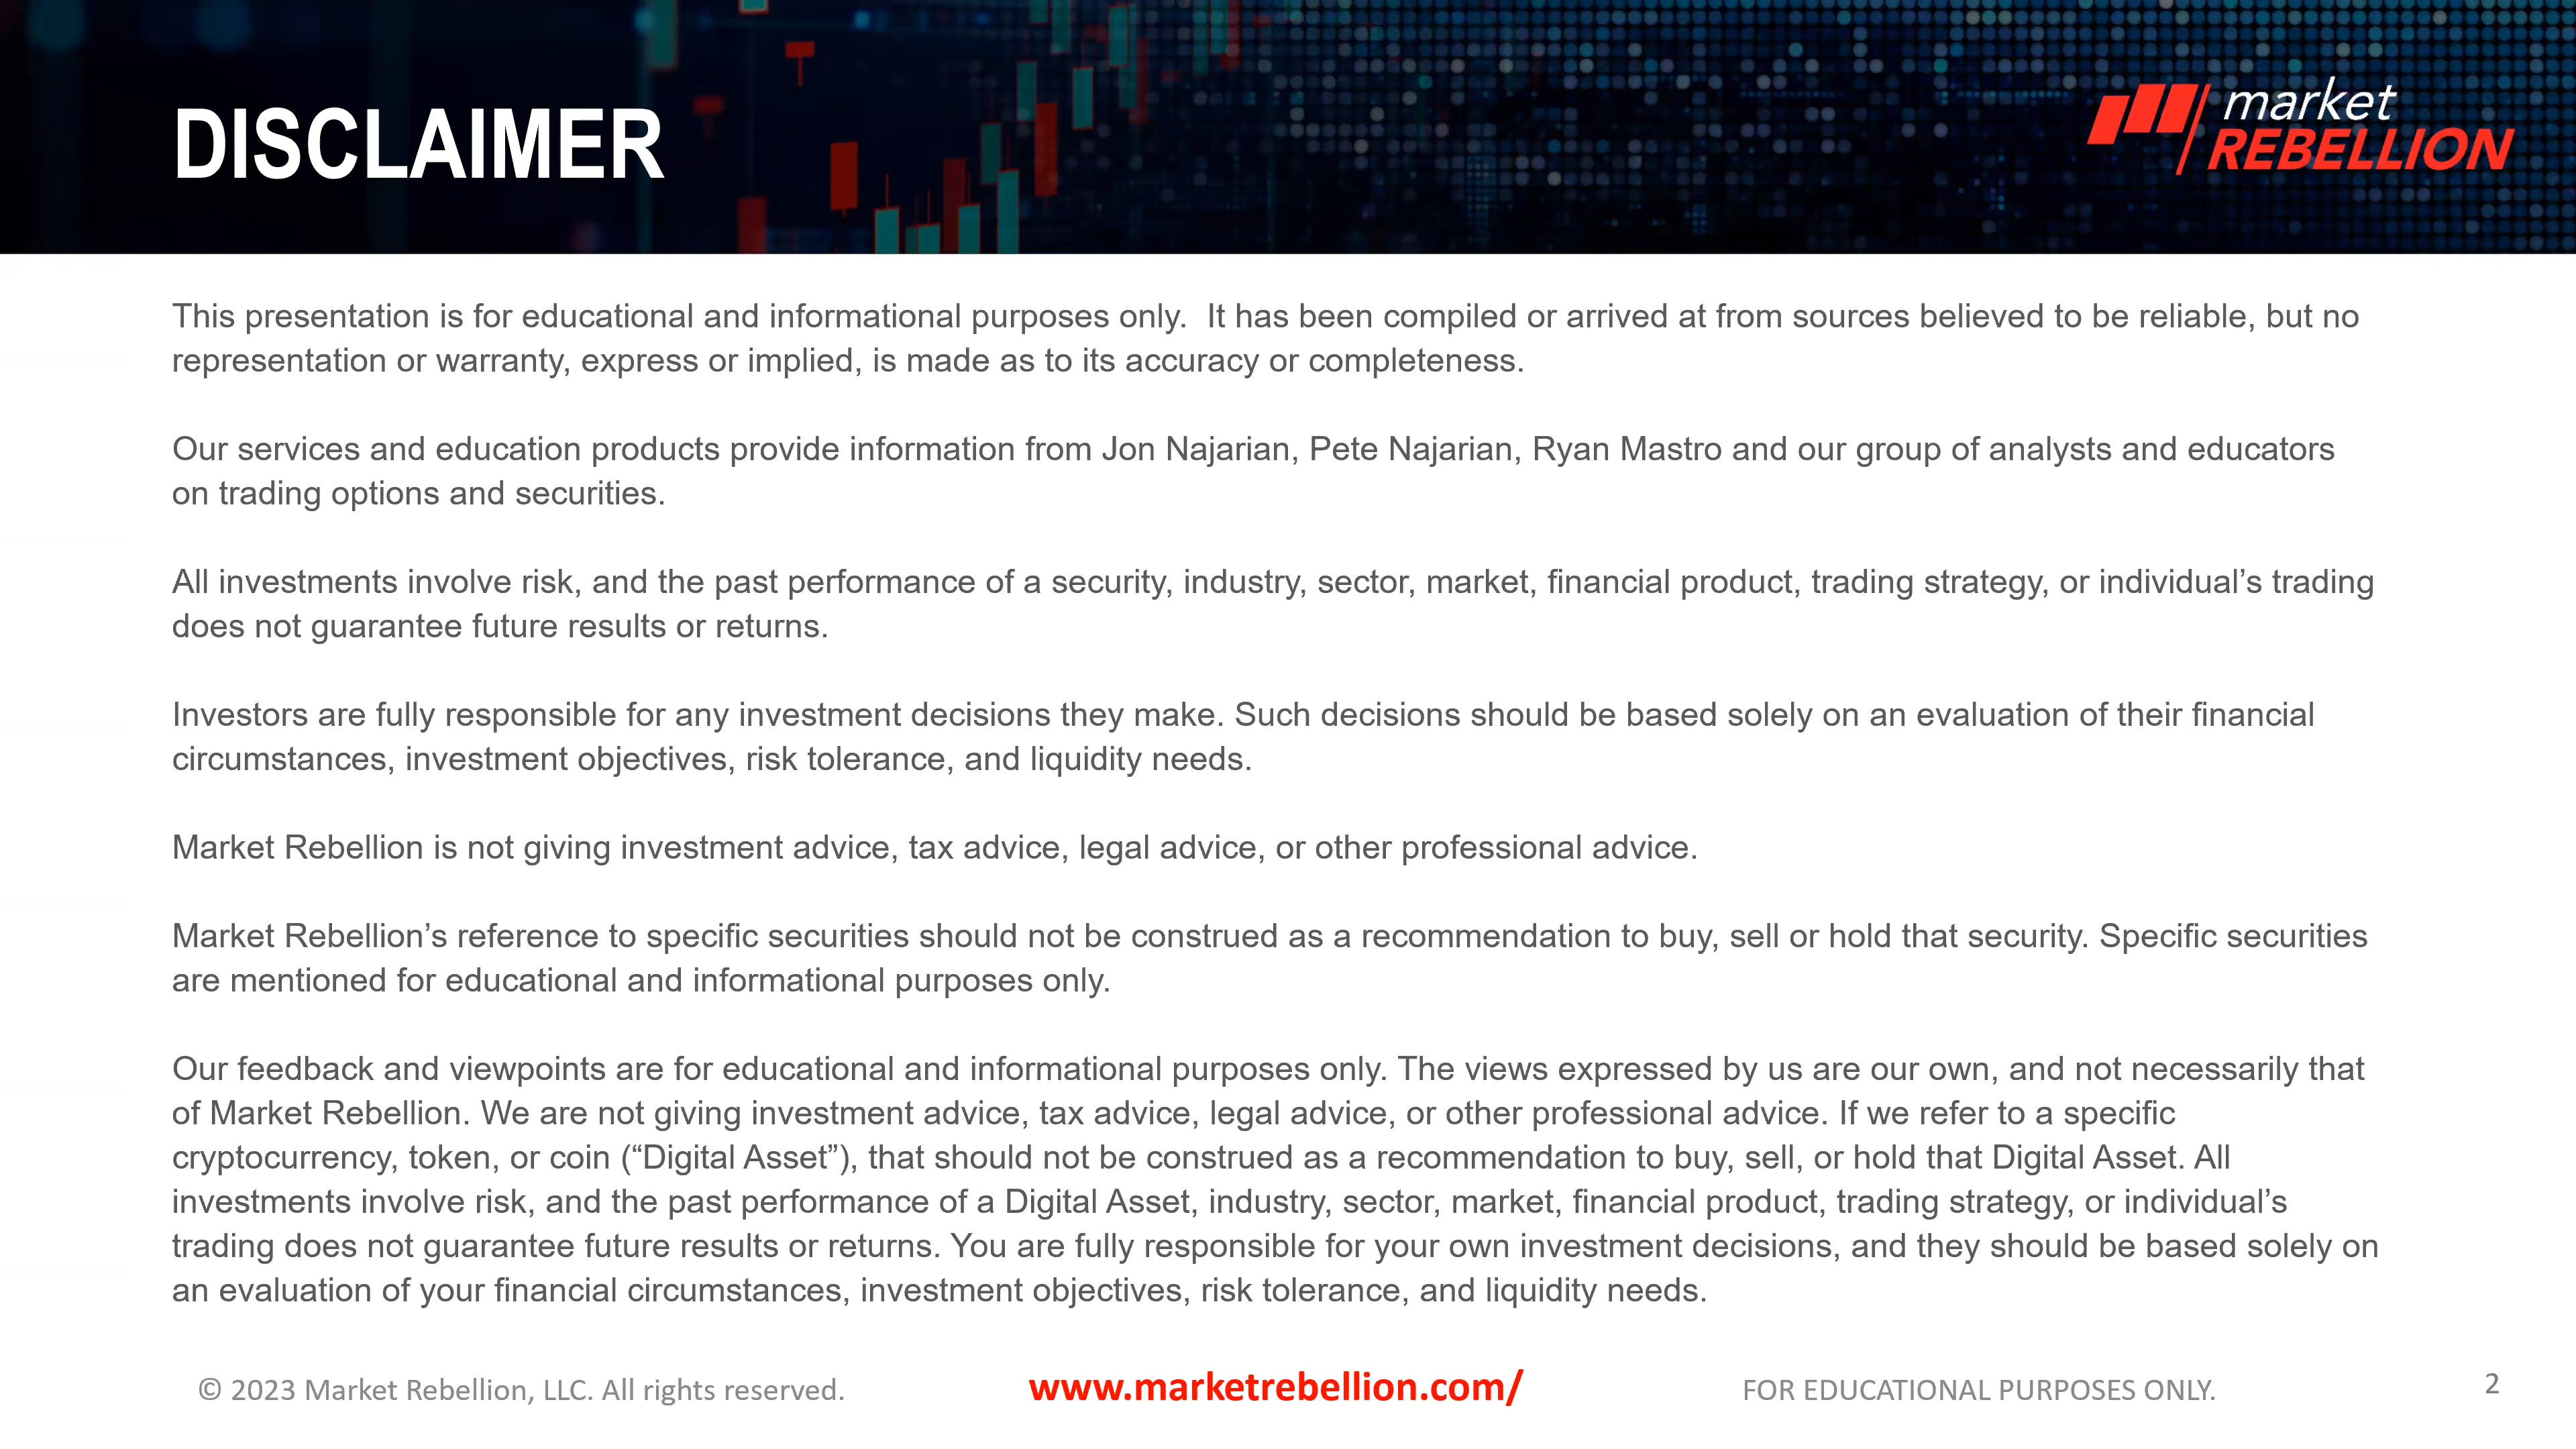 DISCLAIMER
market
REBELLION
This presentation is for educational and informational purposes only.  It has been compiled or arrived at from sources believed to be reliable, but no
representation or warranty, express or implied, is made as to its accuracy or completeness.
Our services and education products provide information from Jon Najarian, Pete Najarian, Ryan Mastro and our group of analysts and educators
on trading options and securities.
All investments involve risk, and the past performance of a security, industry, sector, market, financial product, trading strategy, or individual’s trading
does not guarantee future results or returns.
Investors are fully responsible for any investment decisions they make. Such decisions should be based solely on an evaluation of their financial
circumstances, investment objectives, risk tolerance, and liquidity needs.
Market Rebellion is not giving investment advice, tax advice, legal advice, or other professional advice.
Market Rebellion’s reference to specific securities should not be construed as a recommendation to buy, sell or hold that security. Specific securities
are mentioned for educational and informational purposes only.
Our feedback and viewpoints are for educational and informational purposes only. The views expressed by us are our own, and not necessarily that
of Market Rebellion. We are not giving investment advice, tax advice, legal advice, or other professional advice. If we refer to a specific
cryptocurrency, token, or coin (“Digital Asset”), that should not be construed as a recommendation to buy, sell, or hold that Digital Asset. All
investments involve risk, and the past performance of a Digital Asset, industry, sector, market, financial product, trading strategy, or individual’s
trading does not guarantee future results or returns. You are fully responsible for your own investment decisions, and they should be based solely on
an evaluation of your financial circumstances, investment objectives, risk tolerance, and liquidity needs.
© 2023 Market Rebellion, LLC. All rights reserved.
www.marketrebellion.com/
FOR EDUCATIONAL PURPOSES ONLY.
2